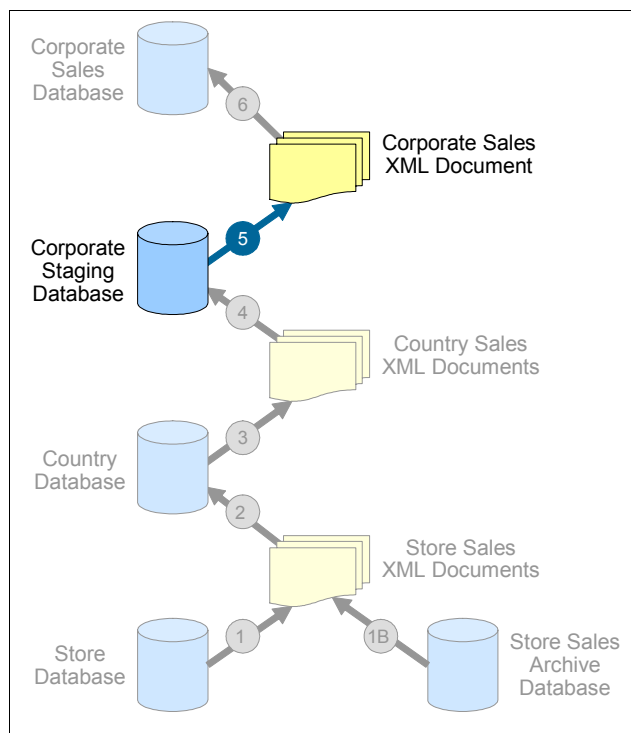 Corporate
Sales
Database
6
Corporate Sales
XML Document
5
Corporate
Staging
Database
4
Country Sales
XML Documents
3
Country
Database
2
Store Sales
XML Documents
1
1B
Store
Database
Store Sales
Archive
Database